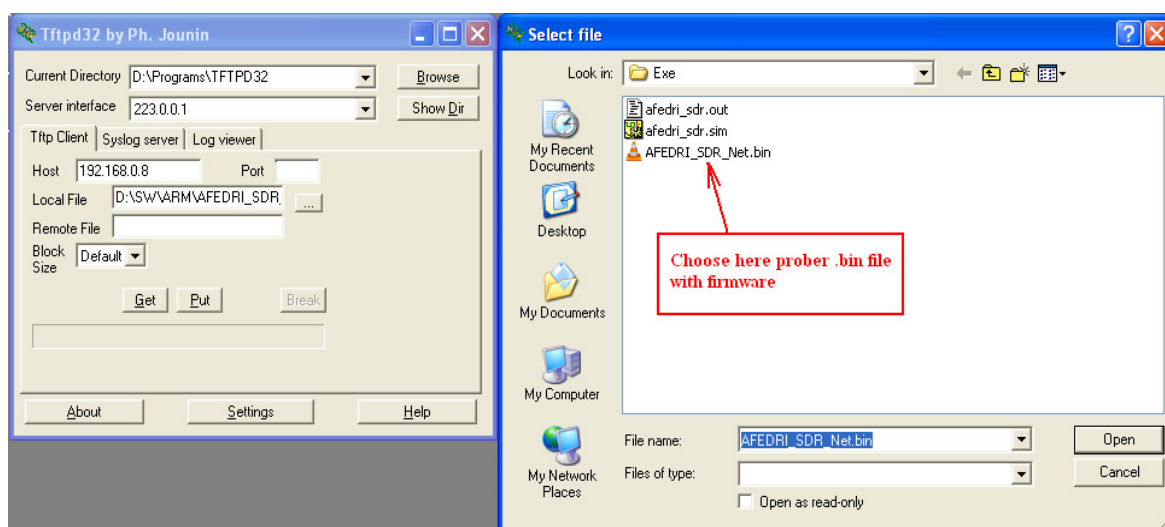 Tftpd32 by Ph. Jounin
Current Directory D:\Programs\TFTPD32
Browse
Server interface 223.0.0.1
Show Dir
Tftp Client Syslog server Log viewer
Host 192.168.0.8 Port
Local File D:\SW\ARM\AFEDRI_SDR_
...
Remote File
Block
Size
Default
Get Put Break
About Settings Help
Select file
Look in: Exe
My Recent
Documents
Desktop
My Documents
My Computer
My Network
Places
afedri_sdr.out
afedri_sdr.sim
AFEDRI_SDR_Net.bin
Choose here prober .bin file
with firmware
File name: AFEDRI_SDR_Net.bin Open
Files of type: Cancel
Open as read-only